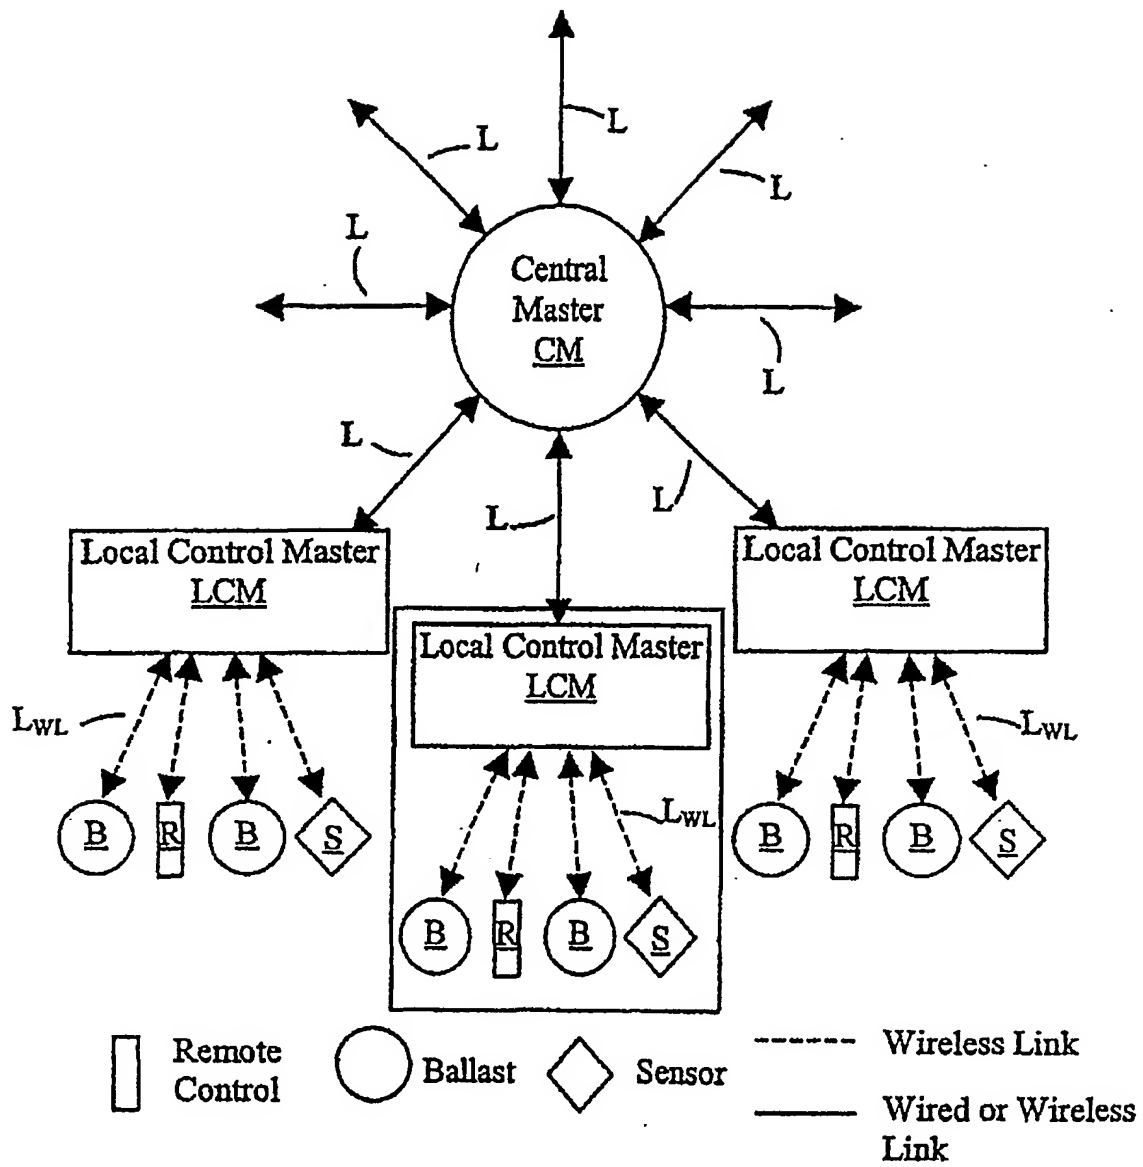 L
L
L
L
Central
Master
CM
L
L
L
L
Local Control Master
LCM
Local Control Master
LCM
Local Control Master
LCM
LWL
LWL
LWL
B
R
B
S
B
R
B
S
B
R
B
S
Remote
Control
Ballast
Sensor
Wireless Link
Wired or Wireless
Link